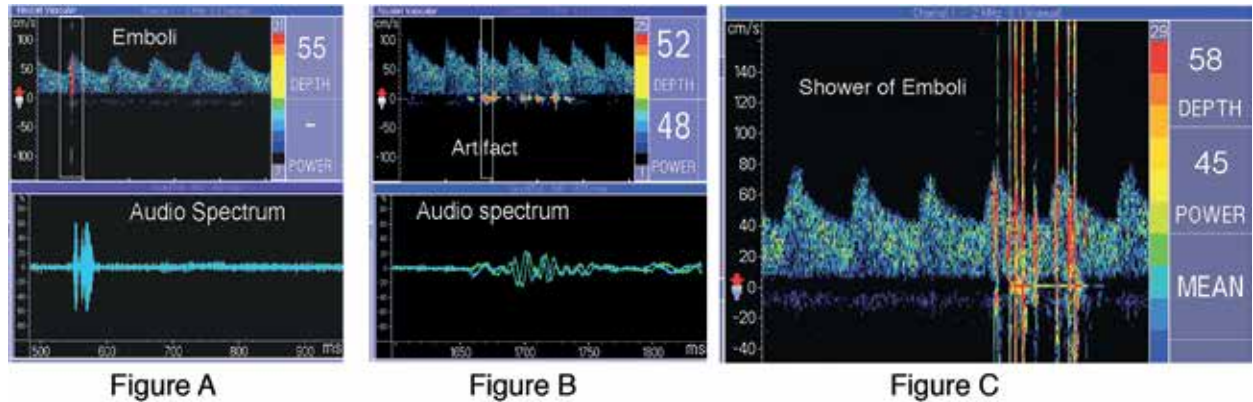 cm/s
100
50
0
-50
-100
Emboli
21
55
DEPTH
-
POWER
Audio Spectrum
500
600
700
800
900
ms
Figure A
cm/s
100
50
0
-50
-100
Artifact
52
DEPTH
48
POWER
Audio spectrum
1650
1700
1750
1800
ms
Figure B
cm/s
140
120
100
80
60
40
20
0
-20
-40
Shower of Emboli
29
58
DEPTH
45
POWER
MEAN
Figure C